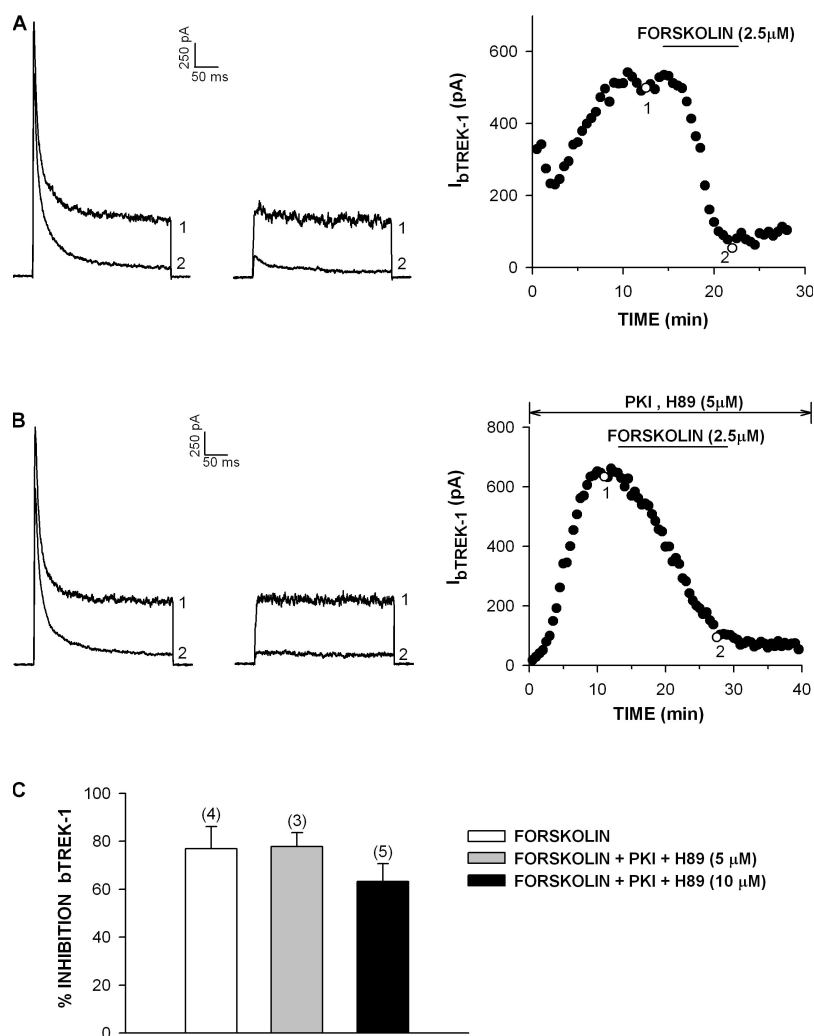 A
250 pA
50 ms
1
2
1
2
FORSKOLIN (2.5µM)
600
400
200
0
IbTREK-1 (pA)
1
2
0 10 20 30
TIME (min)
B
250 pA
50 ms
1
2
1
2
PKI , H89 (5µM)
FORSKOLIN (2.5µM)
800
600
400
200
0
IbTREK-1 (pA)
1
2
0 10 20 30 40
TIME (min)
C
% INHIBITION bTREK-1
100
80
60
40
20
0
(4)
(3)
(5)
FORSKOLIN
FORSKOLIN + PKI + H89 (5 µM)
FORSKOLIN + PKI + H89 (10 µM)